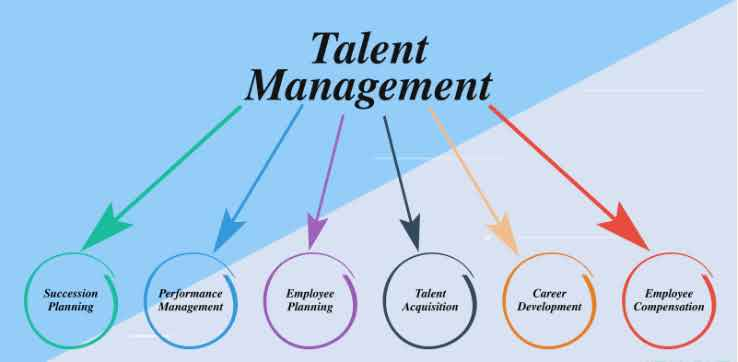 Talent
Management
Succession
Planning
Performance
Management
Employee
Planning
Talent
Acquisition
Career
Development
Employee
Compensation